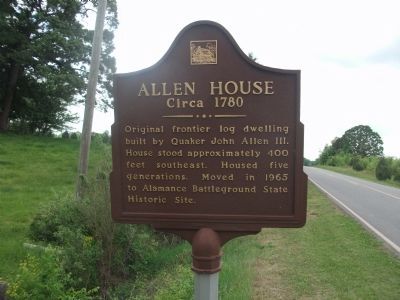 ALLEN HOUSE
Circa 1780
Original frontier log dwelling
built by Quaker John Allen III.
House stood approximately 400
feet southeast. Housed five
generations. Moved in 1965
to Alamance Battleground State
Historic Site.